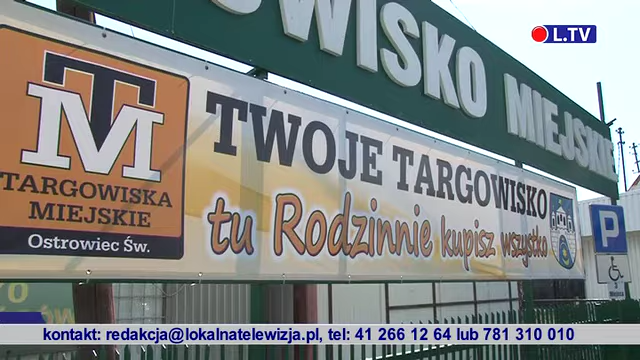 L.TV
OWISKO MIEJSKIE
TM
TARGOWISKA
MIEJSKIE
Ostrowiec Św.
TWOJE TARGOWISKO
tu Rodzinnie kupisz wszystko
P
kontakt: redakcja@lokalnatelewizja.pl, tel: 41 266 12 64 lub 781 310 010